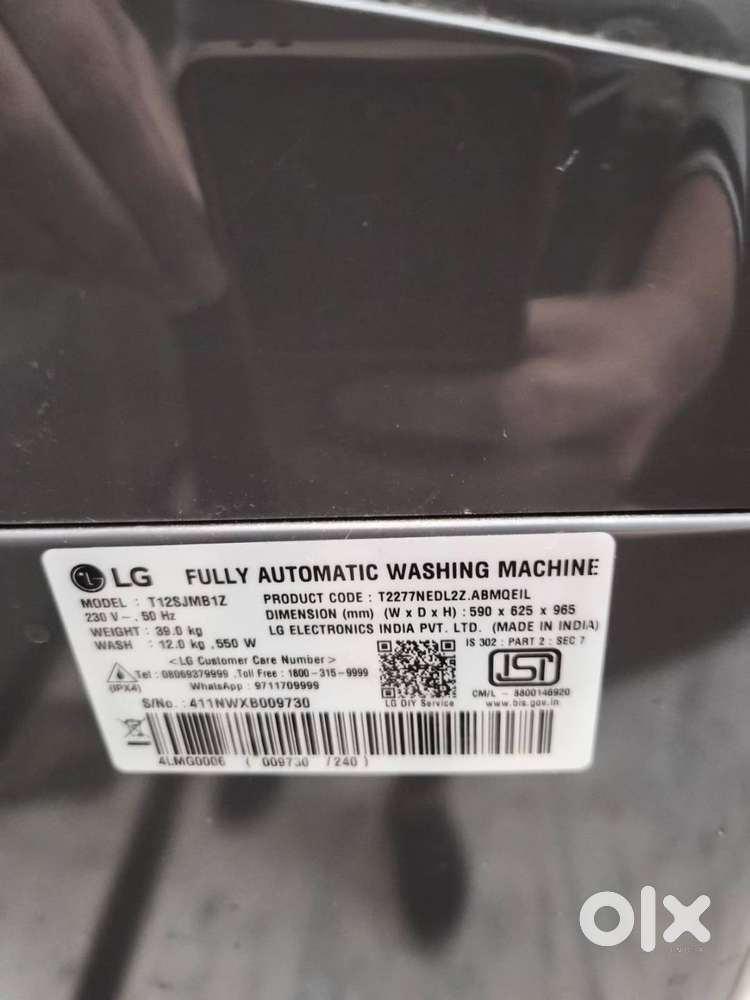 LG FULLY AUTOMATIC WASHING MACHINE
MODEL : T12SJMB1Z
PRODUCT CODE : T2277NEDL2Z.ABMQEIL
230 V~, 50 Hz
DIMENSION (mm) (W x D x H) : 590 x 625 x 965
WEIGHT : 39.0 kg
LG ELECTRONICS INDIA PVT. LTD. (MADE IN INDIA)
WASH : 12.0 kg ,550 W
IS 302 : PART 2 : SEC 7
<LG Customer Care Number>
Tel : 08069379999 ,Toll Free : 1800-315-9999
(IPX4)
WhatsApp : 9711709999
ISI
CM/L - 8800146920
LG DIY Service
www.bis.gov.in
S/No. : 411NWXB009730
4LMG0006 ( 009730 /240 )
olx